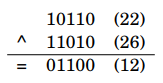 10110 (22)
^ 11010 (26)
= 01100 (12)